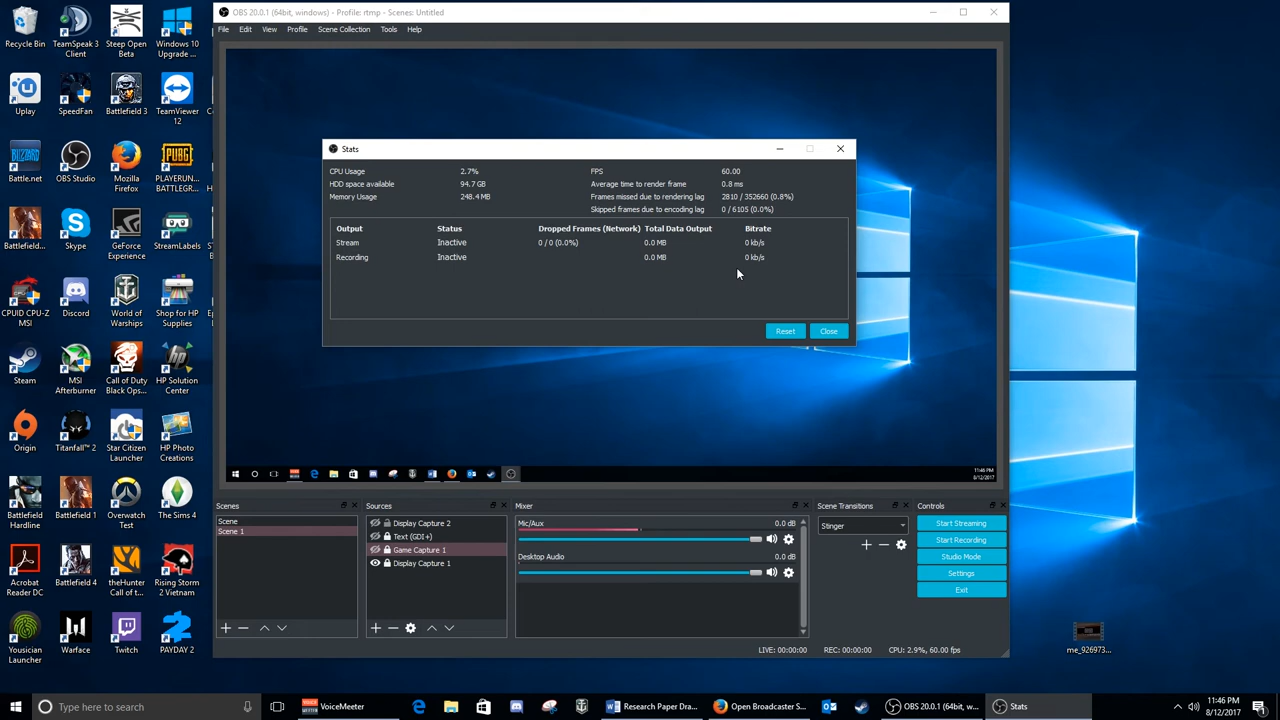 Recycle Bin
TeamSpeak 3
Client
Steep Open
Beta
Windows 10
Upgrade ...
Uplay
SpeedFan
Battlefield 3
TeamViewer
12
Battle.net
OBS Studio
Mozilla
Firefox
PLAYERUN...
BATTLEGR...
Battlefield...
Skype
GeForce
Experience
StreamLabels
CPUID CPU-Z
MSI
Discord
World of
Warships
Shop for HP
Supplies
Steam
MSI
Afterburner
Call of Duty
Black Ops...
HP Solution
Center
Origin
Titanfall™ 2
Star Citizen
Launcher
HP Photo
Creations
Battlefield
Hardline
Battlefield 1
Overwatch
Test
The Sims 4
Acrobat
Reader DC
Battlefield 4
theHunter
Call of t...
Rising Storm
2 Vietnam
Yousician
Launcher
Warface
Twitch
PAYDAY 2
OBS 20.0.1 (64bit, windows) - Profile: rtmp - Scenes: Untitled
File Edit View Profile Scene Collection Tools Help
Stats
CPU Usage 2.7% FPS 60.00
HDD space available 94.7 GB Average time to render frame 0.8 ms
Memory Usage 248.4 MB Frames missed due to rendering lag 2810 / 352660 (0.8%)
Skipped frames due to encoding lag 0 / 6105 (0.0%)
Output Status Dropped Frames (Network) Total Data Output Bitrate
Stream Inactive 0 / 0 (0.0%) 0.0 MB 0 kb/s
Recording Inactive 0.0 MB 0 kb/s
Reset Close
11:46 PM
8/12/2017
Scenes
Scene
Scene 1
Sources
Display Capture 2
Text (GDI+)
Game Capture 1
Display Capture 1
Mixer
Mic/Aux 0.0 dB
Desktop Audio 0.0 dB
Scene Transitions
Stinger
Controls
Start Streaming
Start Recording
Studio Mode
Settings
Exit
LIVE: 00:00:00 REC: 00:00:00 CPU: 2.9%, 60.00 fps
me_926973...
Type here to search VoiceMeeter Research Paper Dra... Open Broadcaster S... OBS 20.0.1 (64bit, w... Stats
11:46 PM
8/12/2017